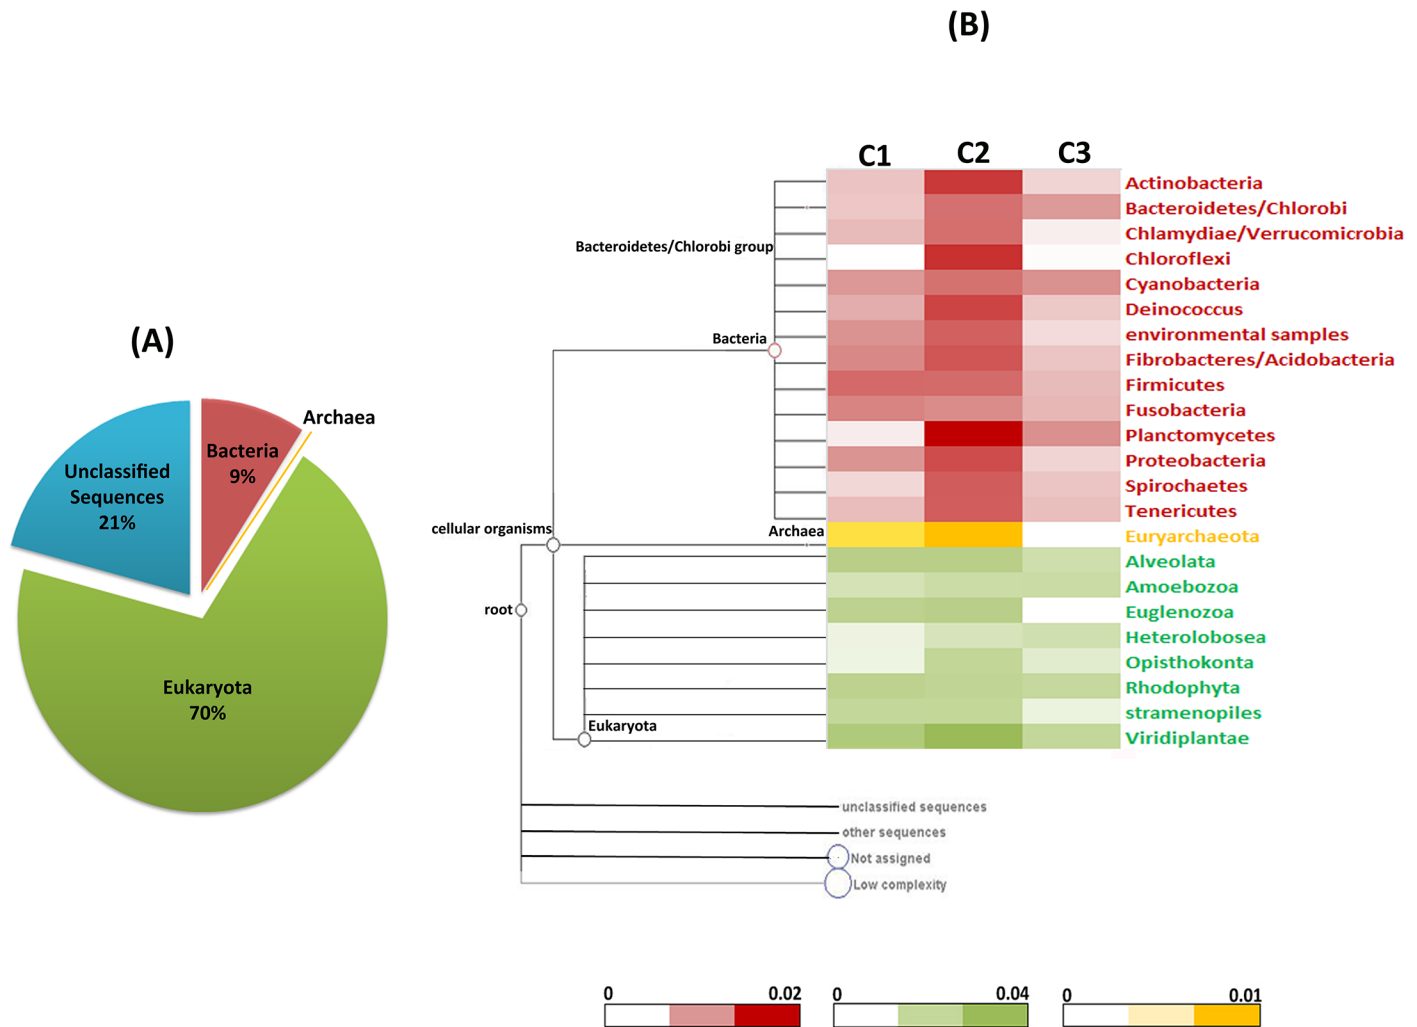 (A)
Archaea
Bacteria
9%
Unclassified
Sequences
21%
Eukaryota
70%
(B)
C1 C2 C3
Actinobacteria
Bacteroidetes/Chlorobi
Chlamydiae/Verrucomicrobia
Bacteroidetes/Chlorobi group
Chloroflexi
Cyanobacteria
Deinococcus
Bacteria
environmental samples
Fibrobacteres/Acidobacteria
Firmicutes
Fusobacteria
Planctomycetes
Proteobacteria
Spirochaetes
Tenericutes
cellular organisms
Archaea
Euryarchaeota
Alveolata
Amoebozoa
root
Euglenozoa
Heterolobosea
Opisthokonta
Rhodophyta
stramenopiles
Eukaryota
Viridiplantae
unclassified sequences
other sequences
Not assigned
Low complexity
0 0.02
0 0.04
0 0.01